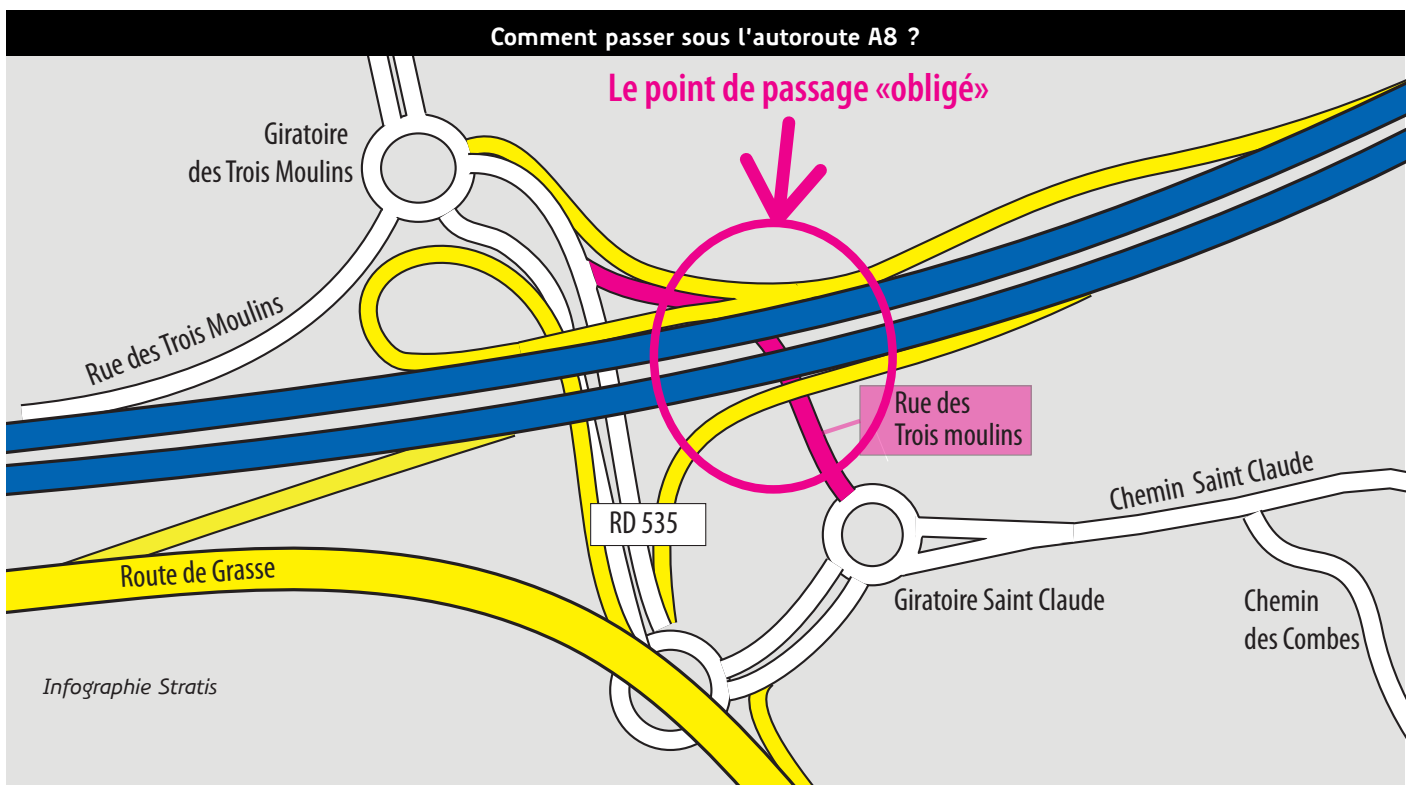 Comment passer sous l'autoroute A8 ?
Le point de passage «obligé»
Giratoire
des Trois Moulins
Rue des Trois Moulins
Rue des
Trois moulins
Chemin Saint Claude
RD 535
Route de Grasse
Giratoire Saint Claude
Chemin
des Combes
Infographie Stratis